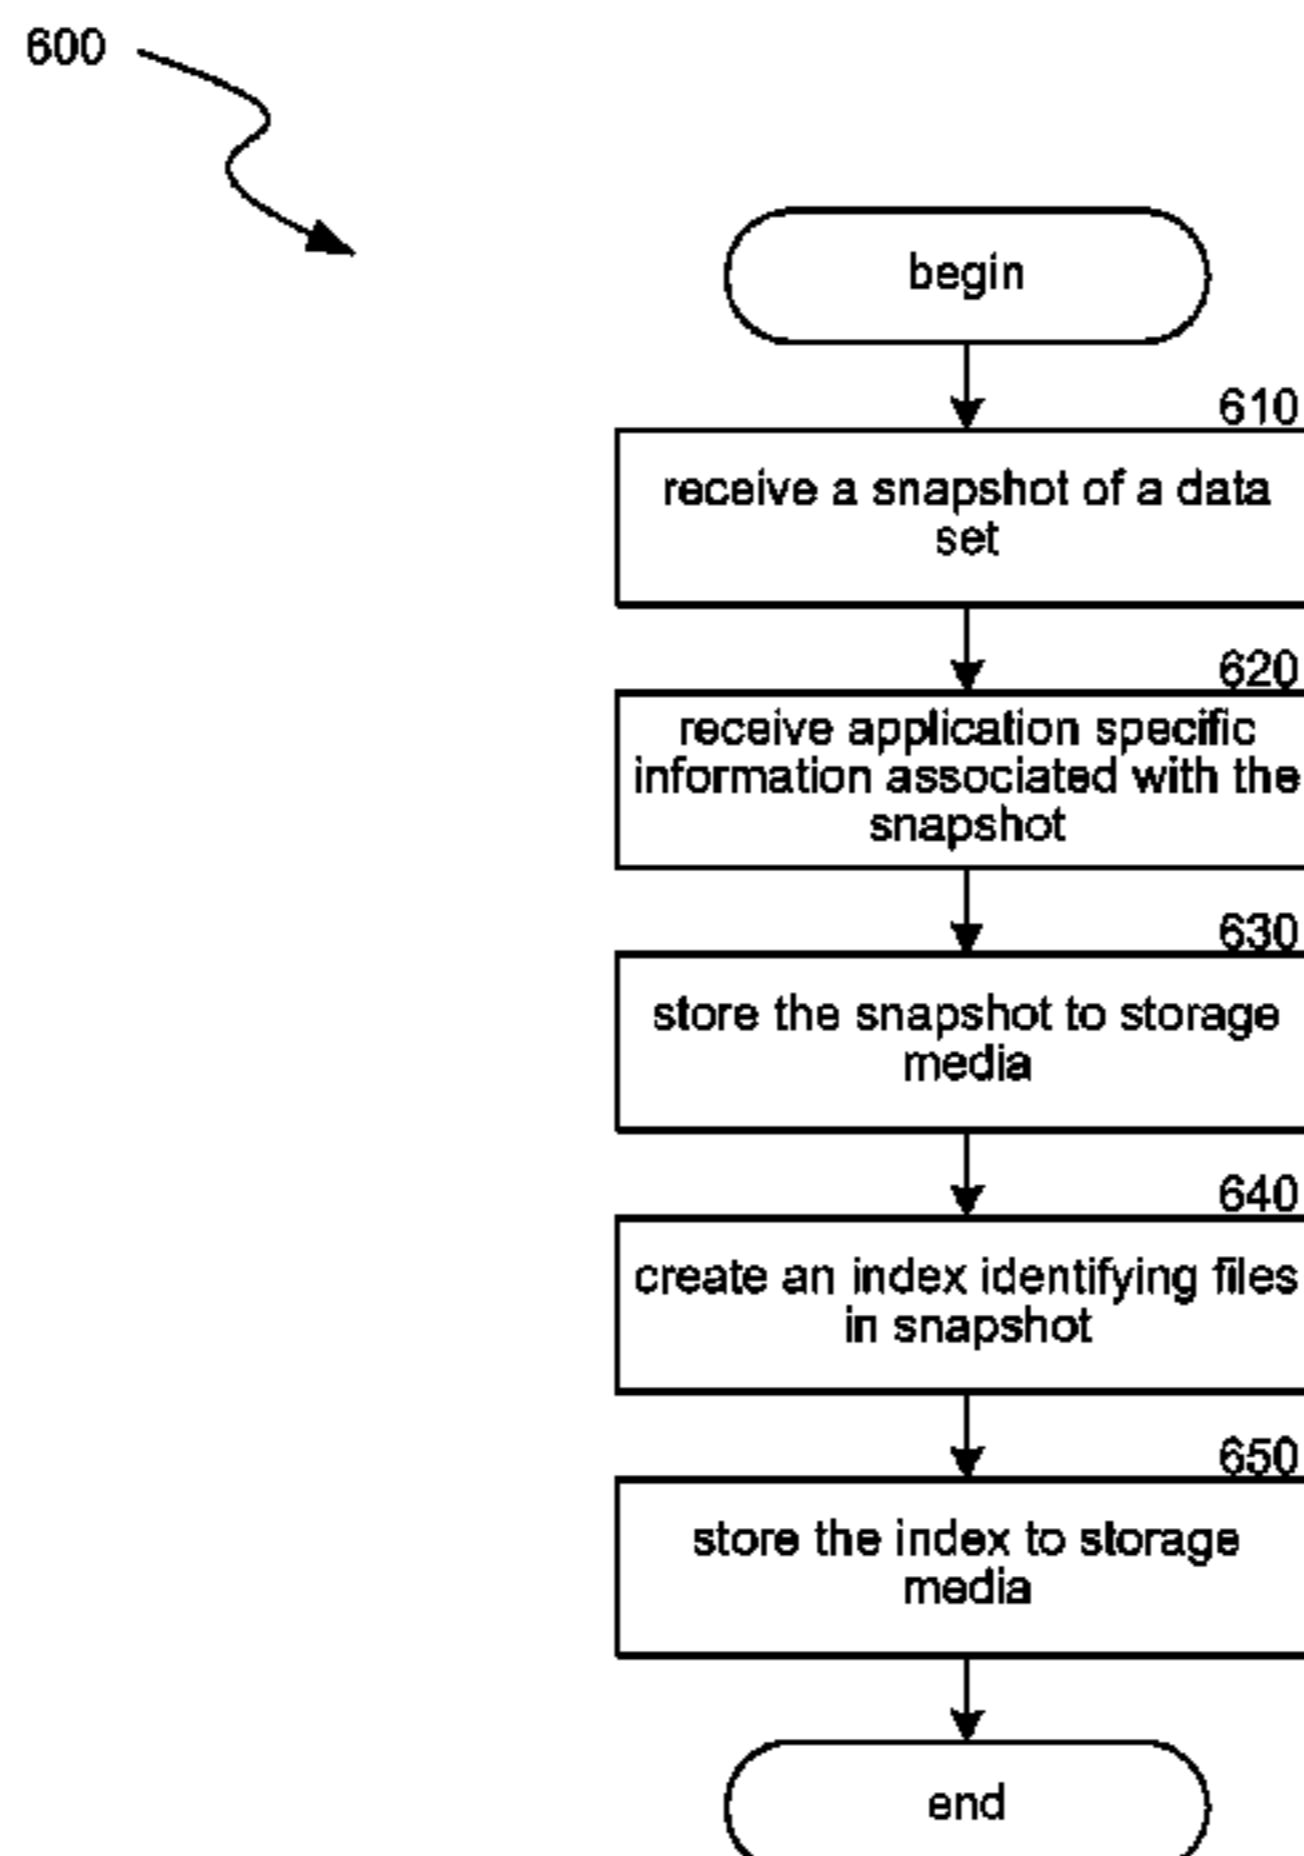 600
begin
610
receive a snapshot of a data
set
620
receive application specific
information associated with the
snapshot
630
store the snapshot to storage
media
640
create an index identifying files
in snapshot
650
store the index to storage
media
end